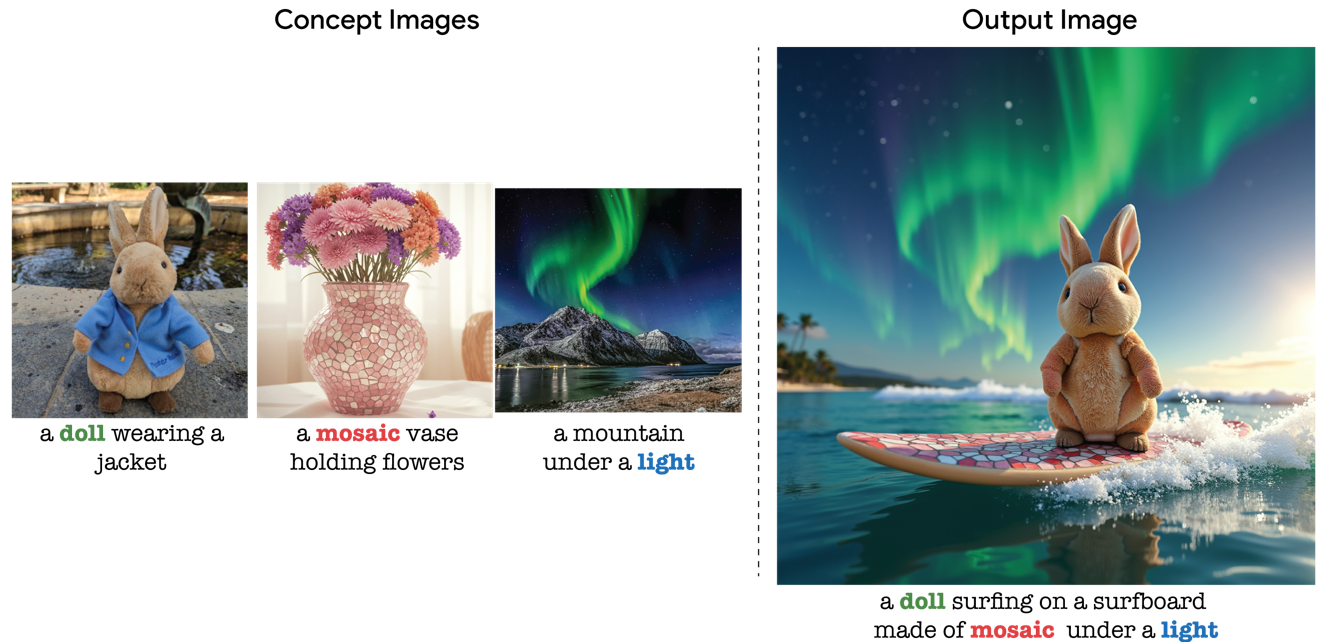 Concept Images
Output Image
a doll wearing a
jacket
a mosaic vase
holding flowers
a mountain
under a light
a doll surfing on a surfboard
made of mosaic under a light